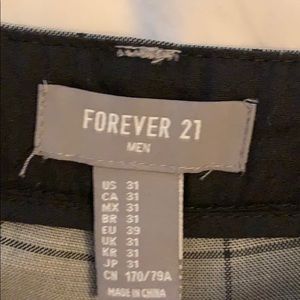 FOREVER 21
MEN
US 31
CA 31
MX 31
BR 31
EU 39
UK 31
KR 31
JP 31
CN 170/79A
MADE IN CHINA